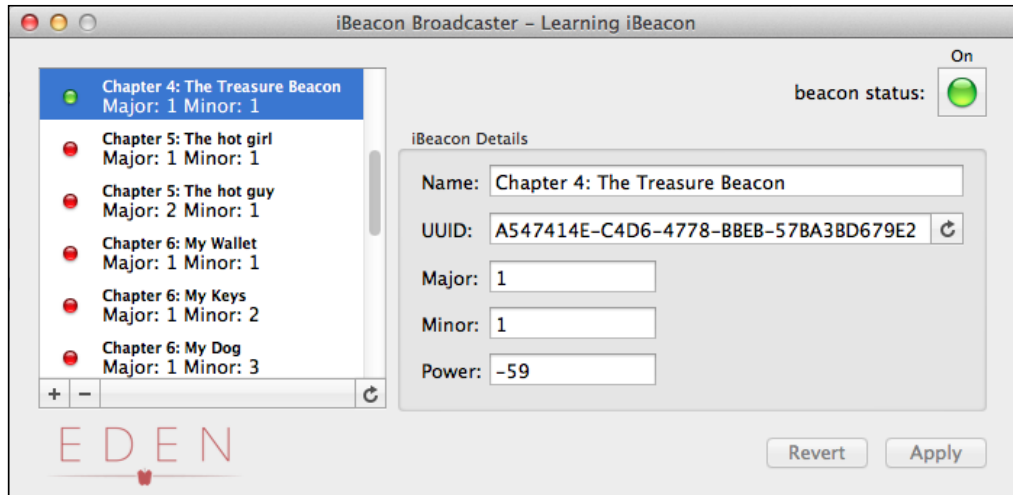 iBeacon Broadcaster – Learning iBeacon
Chapter 4: The Treasure Beacon
Major: 1 Minor: 1
Chapter 5: The hot girl
Major: 1 Minor: 1
Chapter 5: The hot guy
Major: 2 Minor: 1
Chapter 6: My Wallet
Major: 1 Minor: 1
Chapter 6: My Keys
Major: 1 Minor: 2
Chapter 6: My Dog
Major: 1 Minor: 3
+ −
EDEN
On
beacon status:
iBeacon Details
Name: Chapter 4: The Treasure Beacon
UUID: A547414E-C4D6-4778-BBEB-57BA3BD679E2
Major: 1
Minor: 1
Power: -59
Revert Apply